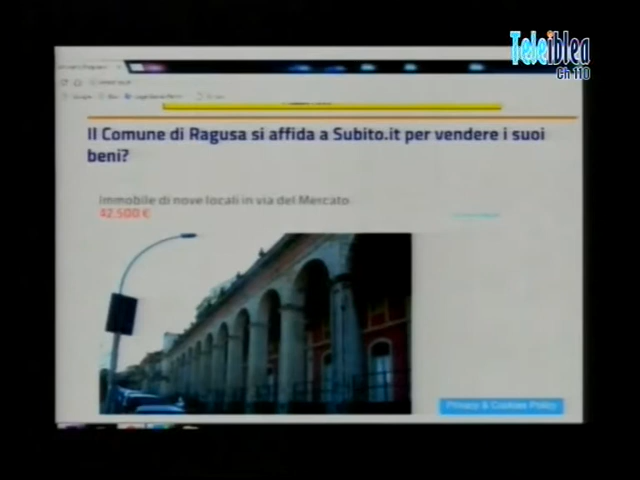 Teleiblea
Ch 110
Il Comune di Ragusa si affida a Subito.it per vendere i suoi
beni?
Immobile di nove locali in via del Mercato
42.500 €
Privacy & Cookies Policy